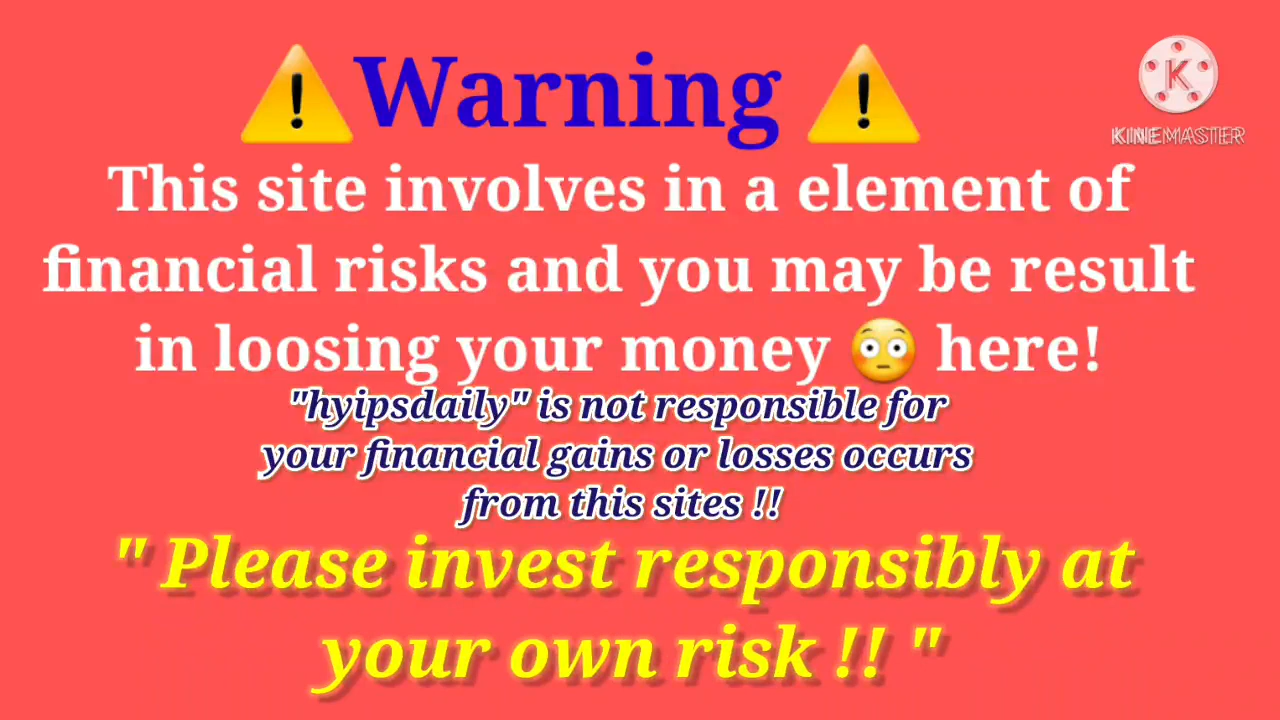 ⚠️Warning ⚠️
KINEMASTER
This site involves in a element of
financial risks and you may be result
in loosing your money 😳 here!
"hyipsdaily" is not responsible for
your financial gains or losses occurs
from this sites !!
" Please invest responsibly at
your own risk !! "